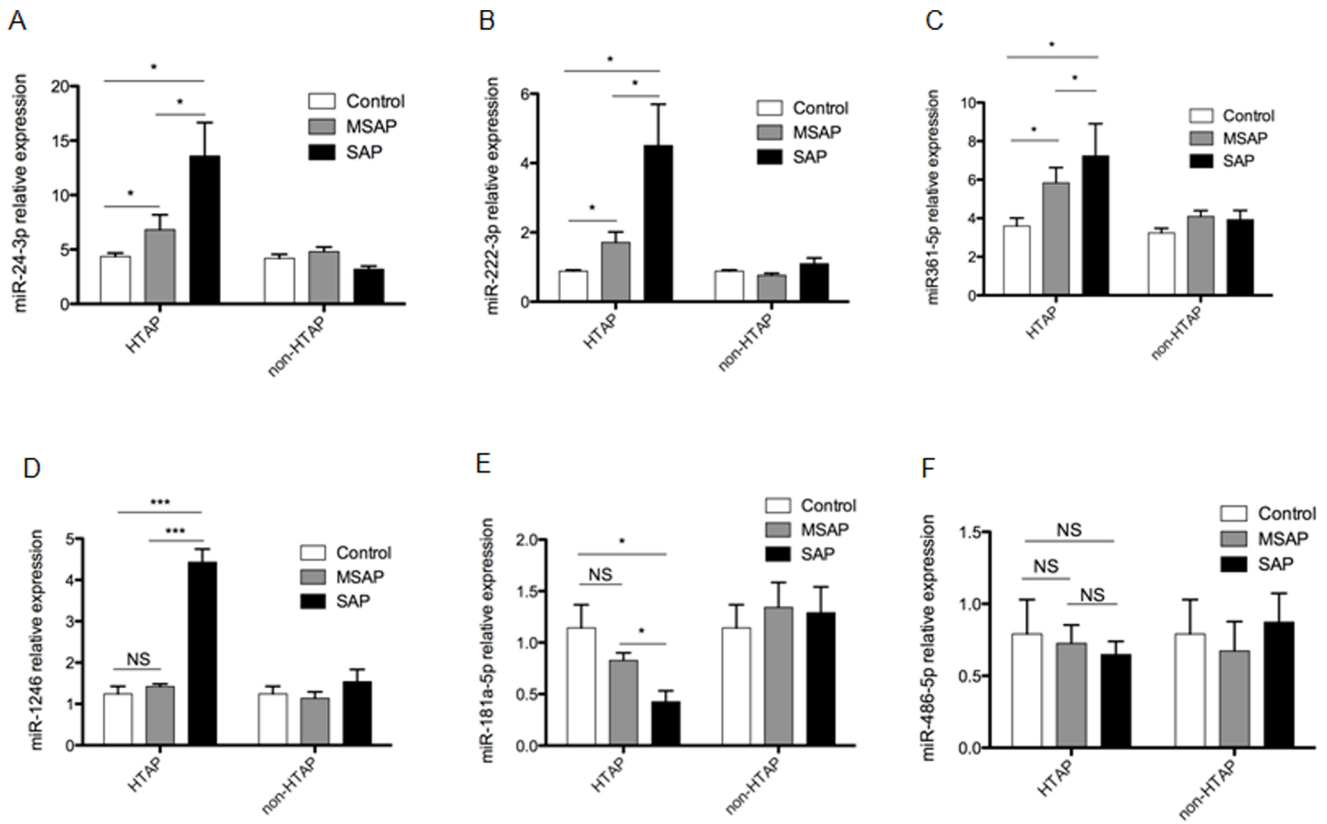 A
miR-24-3p relative expression
20
15
10
5
0
*
*
*
Control
MSAP
SAP
HTAP
non-HTAP
B
miR-222-3p relative expression
6
4
2
0
*
*
*
Control
MSAP
SAP
HTAP
non-HTAP
C
miR361-5p relative expression
10
8
6
4
2
0
*
*
*
Control
MSAP
SAP
HTAP
non-HTAP
D
miR-1246 relative expression
5
4
3
2
1
0
***
***
NS
Control
MSAP
SAP
HTAP
non-HTAP
E
miR-181a-5p relative expression
2.0
1.5
1.0
0.5
0.0
*
NS
*
Control
MSAP
SAP
HTAP
non-HTAP
F
miR-486-5p relative expression
1.5
1.0
0.5
0.0
NS
NS
NS
Control
MSAP
SAP
HTAP
non-HTAP